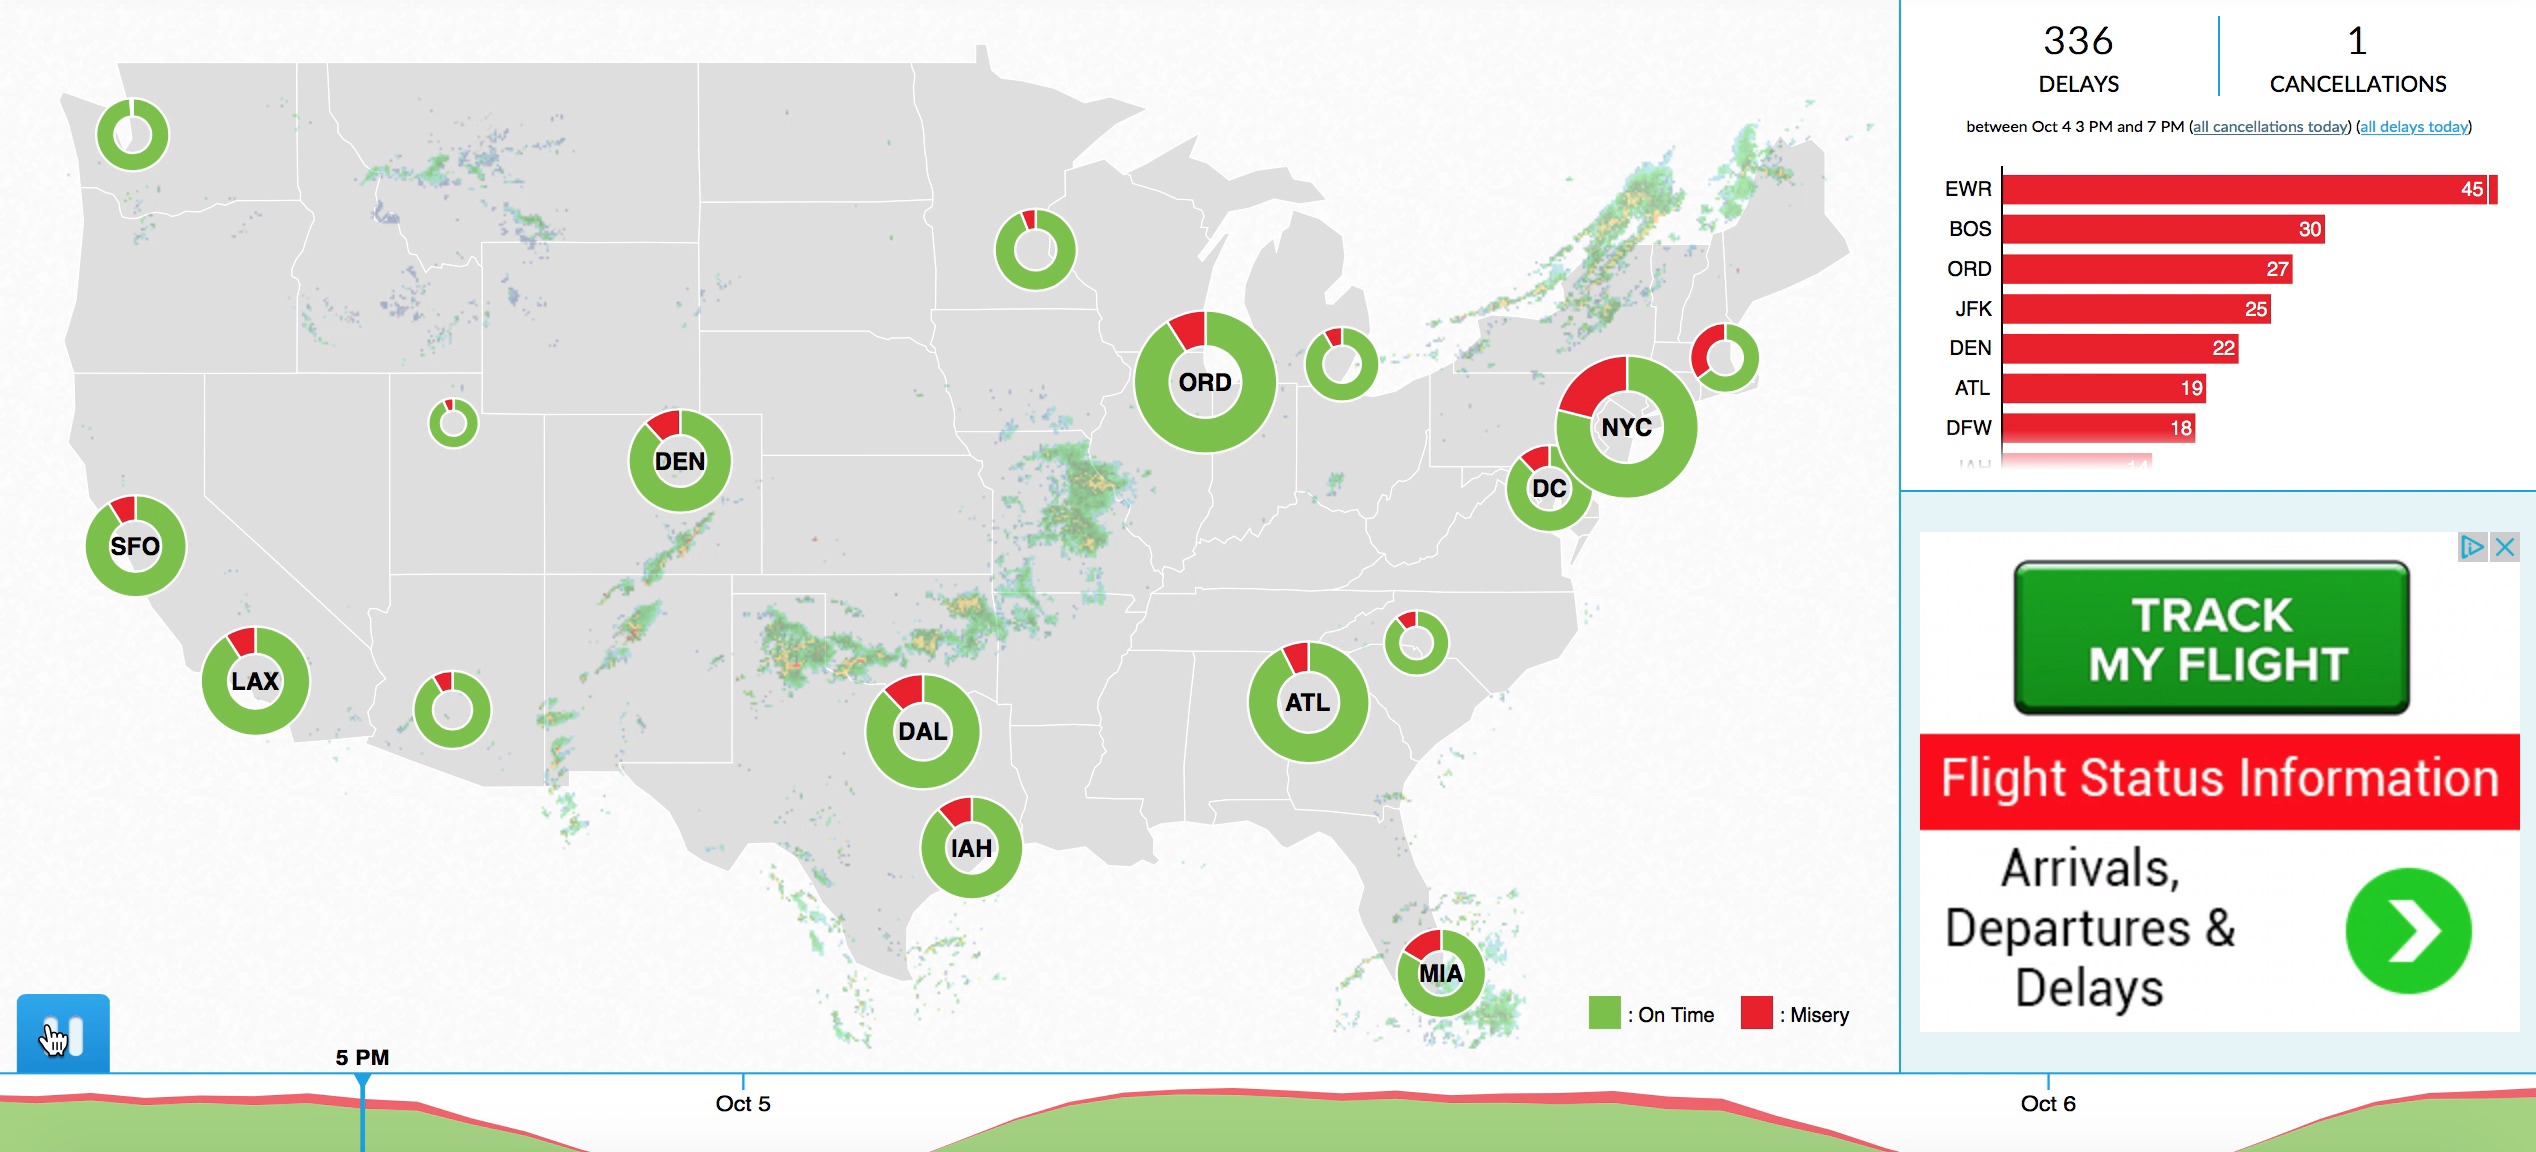 336
DELAYS
1
CANCELLATIONS
between Oct 4 3 PM and 7 PM (all cancellations today) (all delays today)
EWR 45
BOS 30
ORD 27
JFK 25
DEN 22
ATL 19
DFW 18
IAH 14
ORD
NYC
DEN
DC
SFO
LAX
ATL
DAL
IAH
MIA
: On Time : Misery
TRACK
MY FLIGHT
Flight Status Information
Arrivals,
Departures &
Delays
5 PM
Oct 5
Oct 6